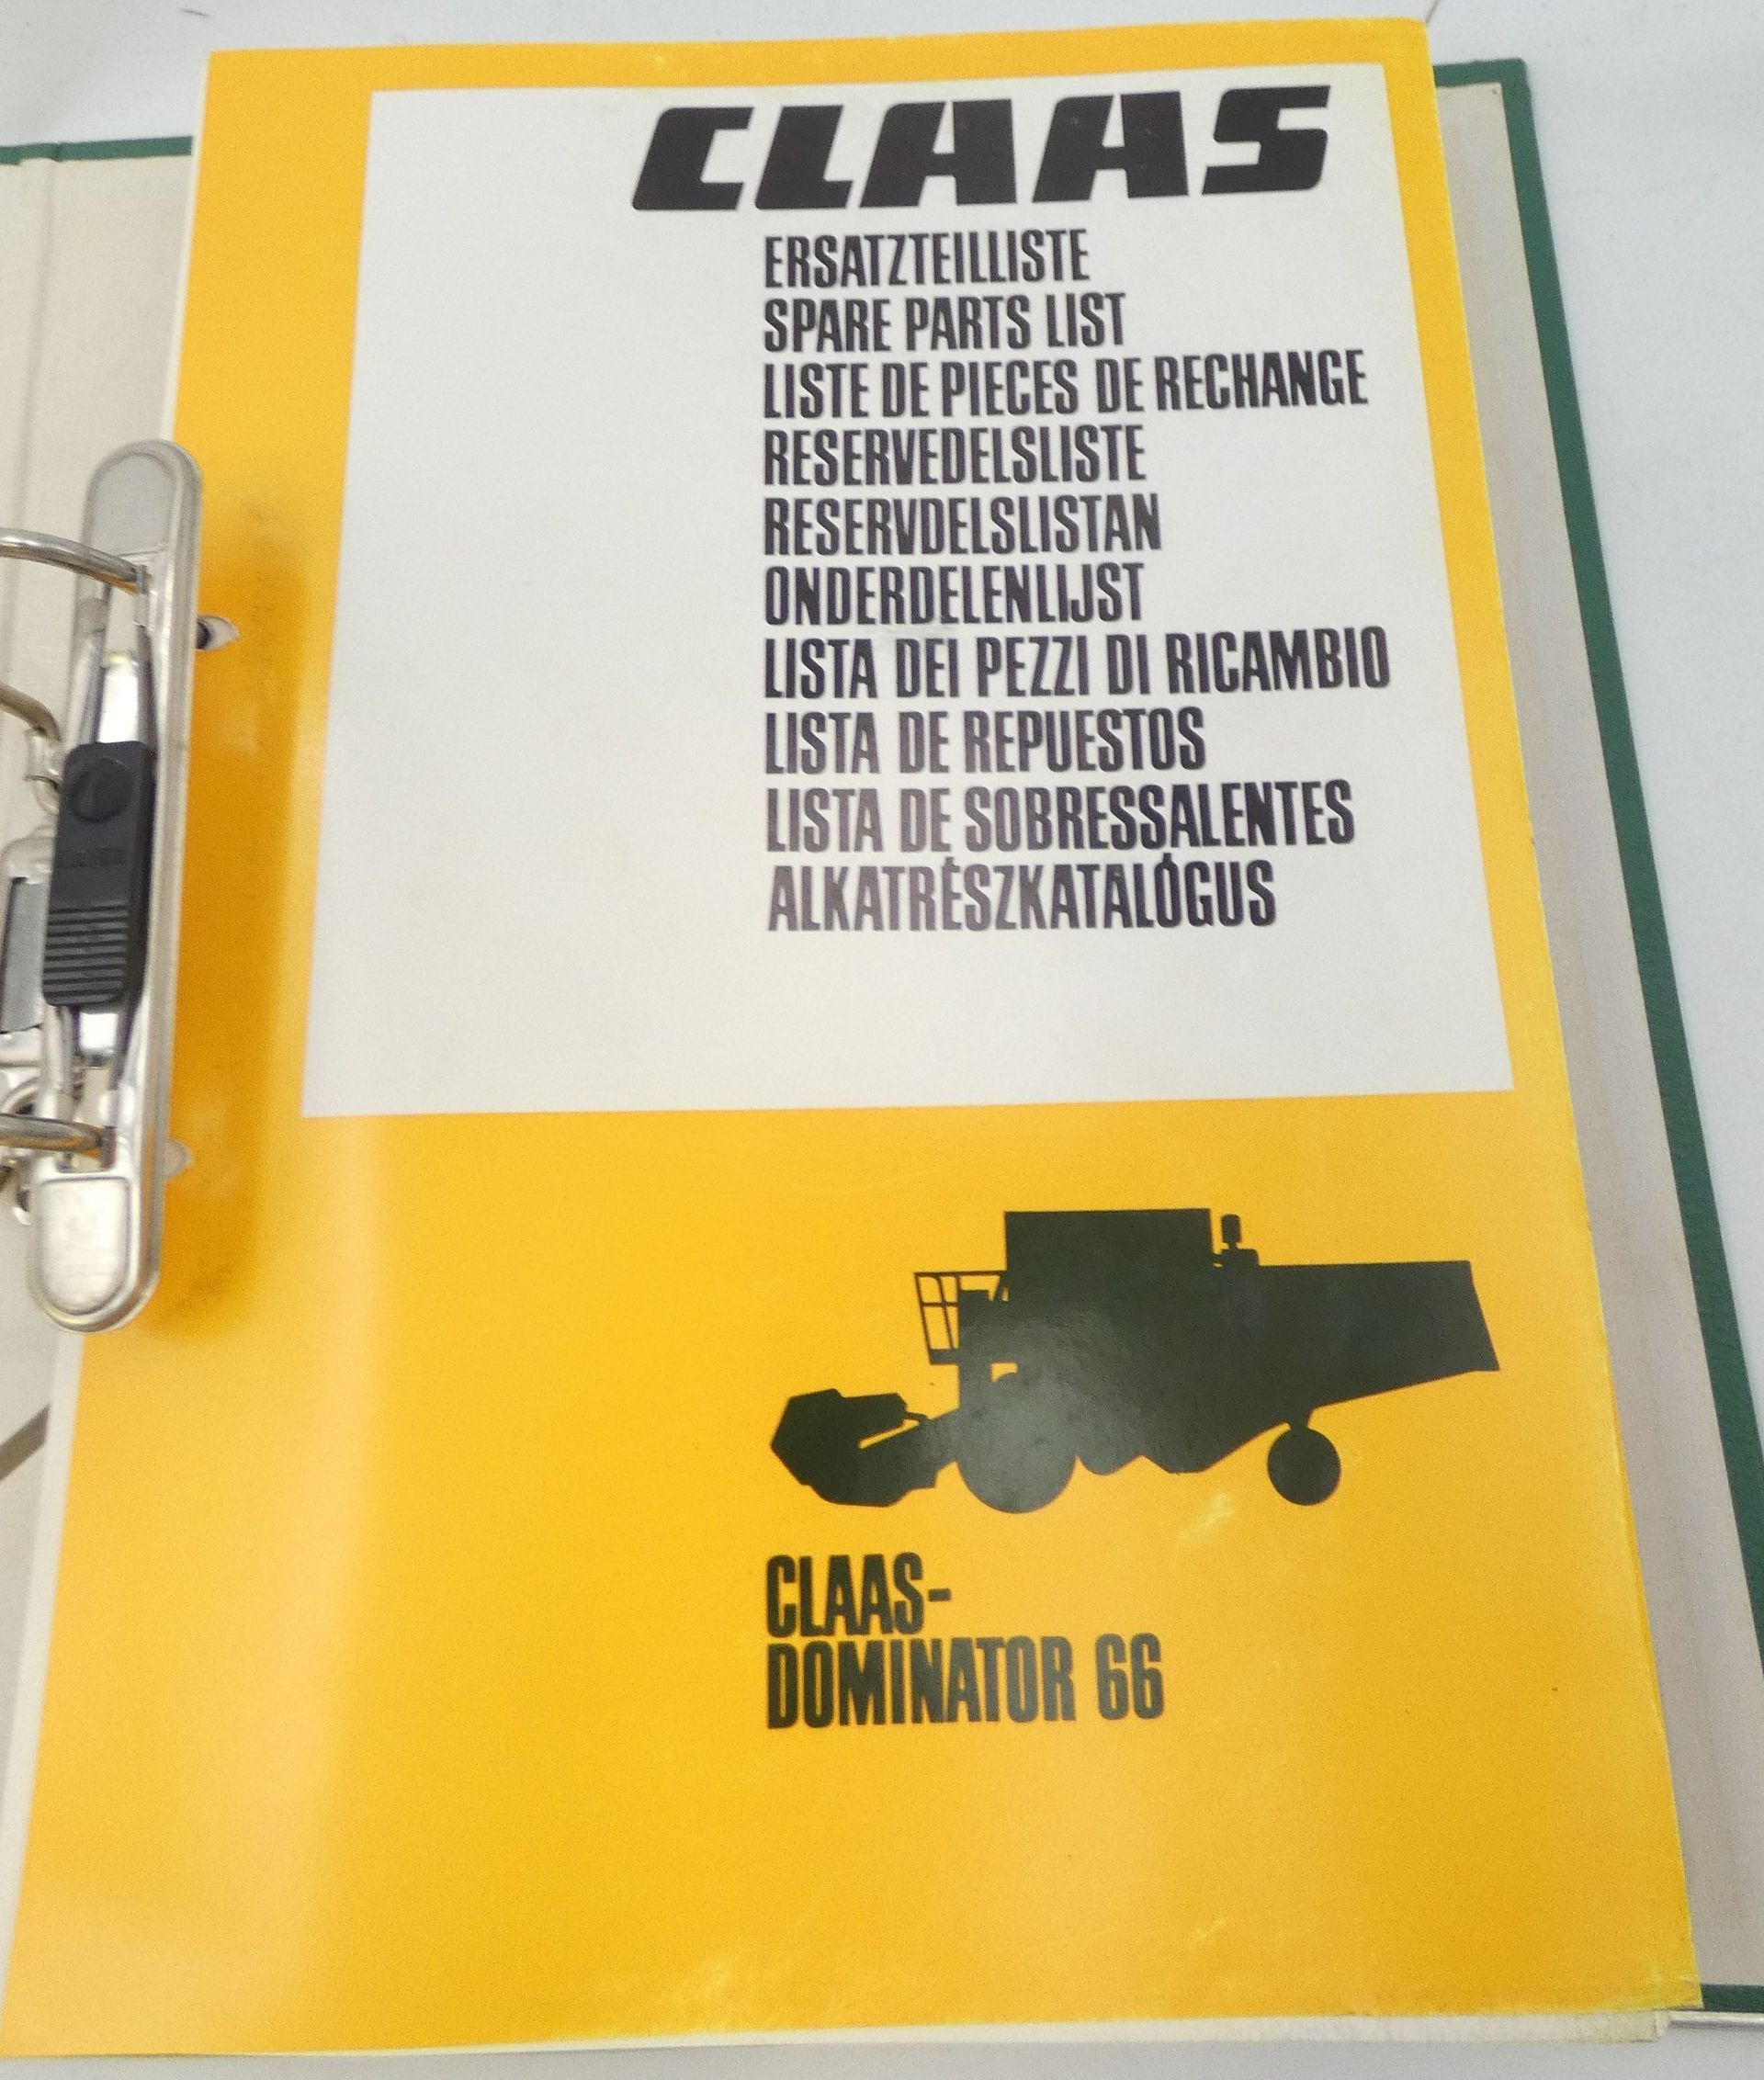 CLAAS
ERSATZTEILLISTE
SPARE PARTS LIST
LISTE DE PIECES DE RECHANGE
RESERVEDELSLISTE
RESERVDELSLISTAN
ONDERDELENLIJST
LISTA DEI PEZZI DI RICAMBIO
LISTA DE REPUESTOS
LISTA DE SOBRESSALENTES
ALKATRÉSZKATALÓGUS
CLAAS-
DOMINATOR 66